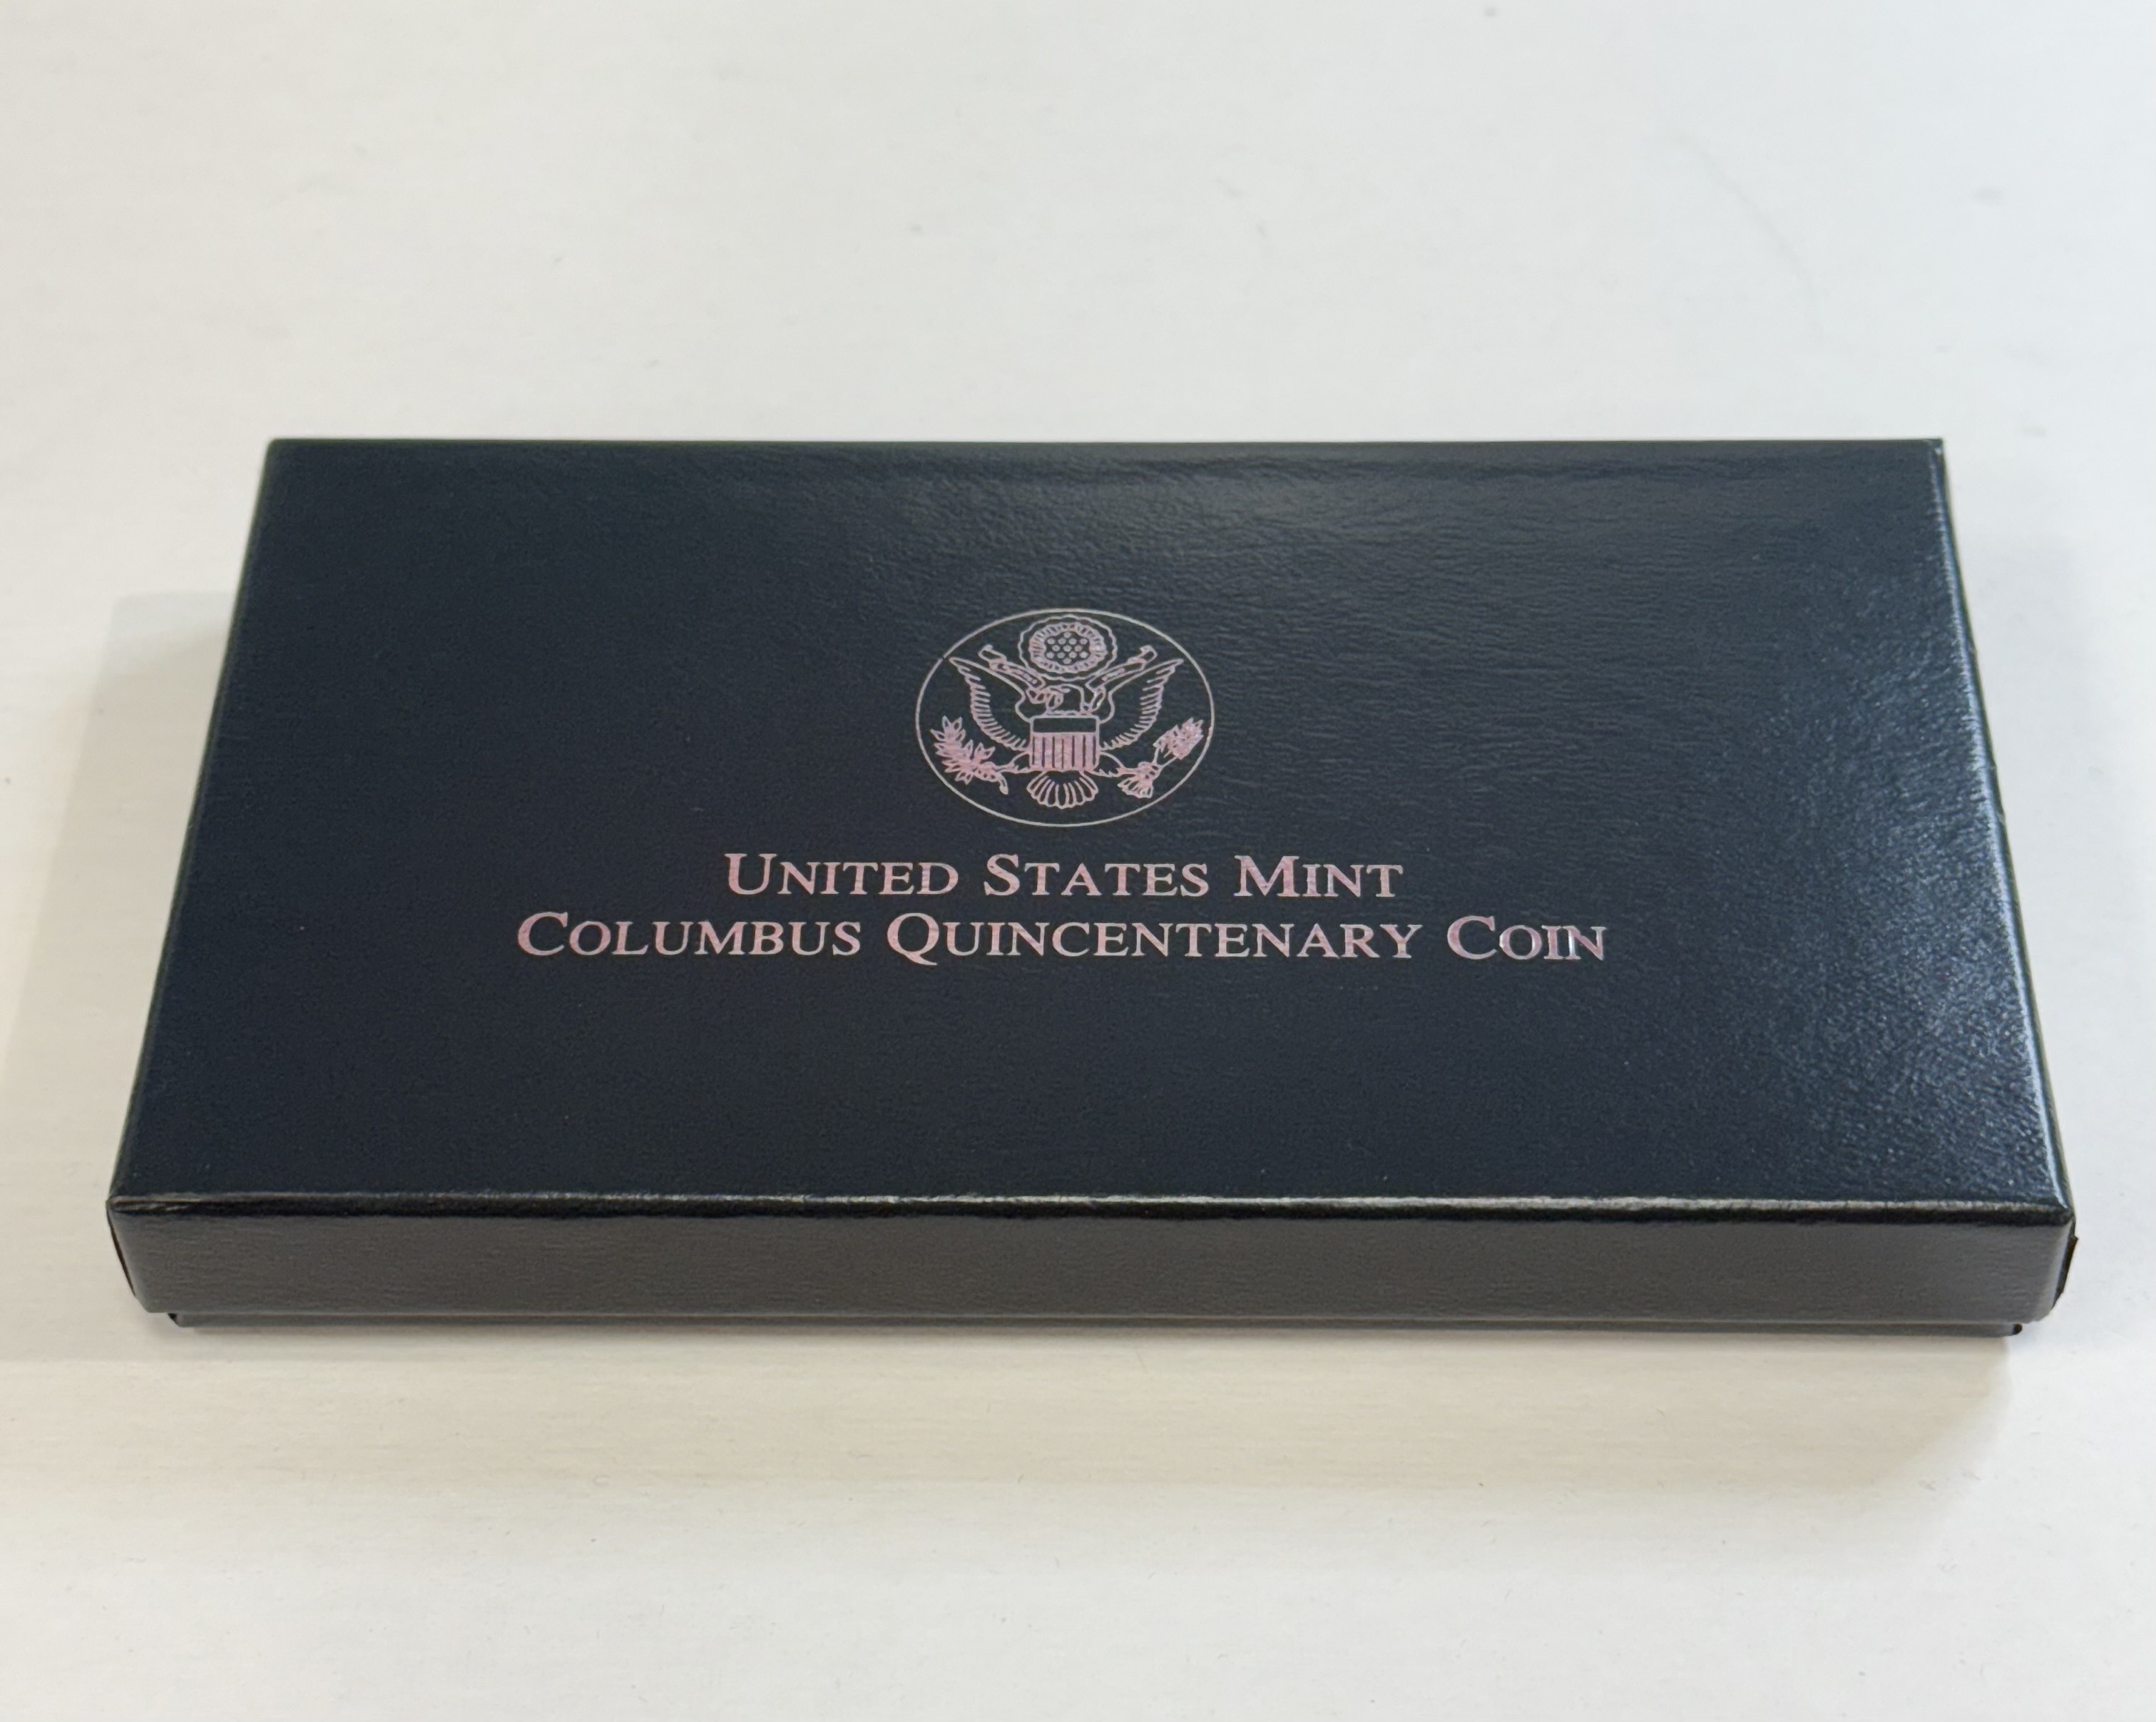 United States Mint
Columbus Quincentenary Coin